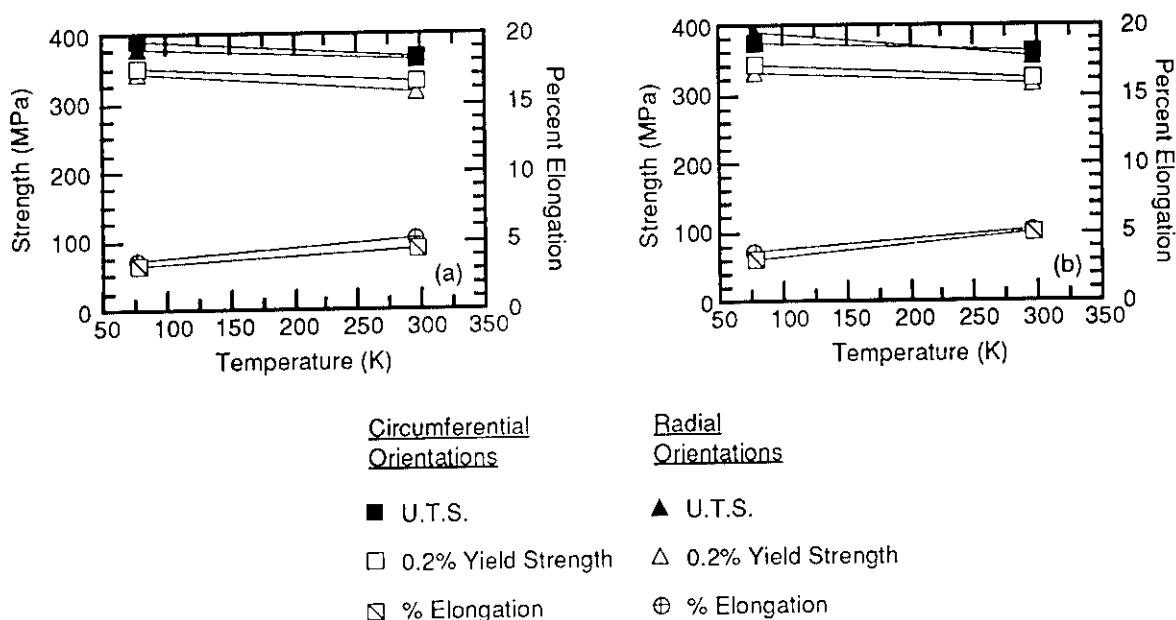 Strength (MPa)
400
300
200
100
0
50 100 150 200 250 300 350
Temperature (K)
20
15
10
5
0
Percent Elongation
(a)
Strength (MPa)
400
300
200
100
0
50 100 150 200 250 300 350
Temperature (K)
20
15
10
5
0
Percent Elongation
(b)
Circumferential Radial
Orientations Orientations
U.T.S. U.T.S.
0.2% Yield Strength 0.2% Yield Strength
% Elongation % Elongation